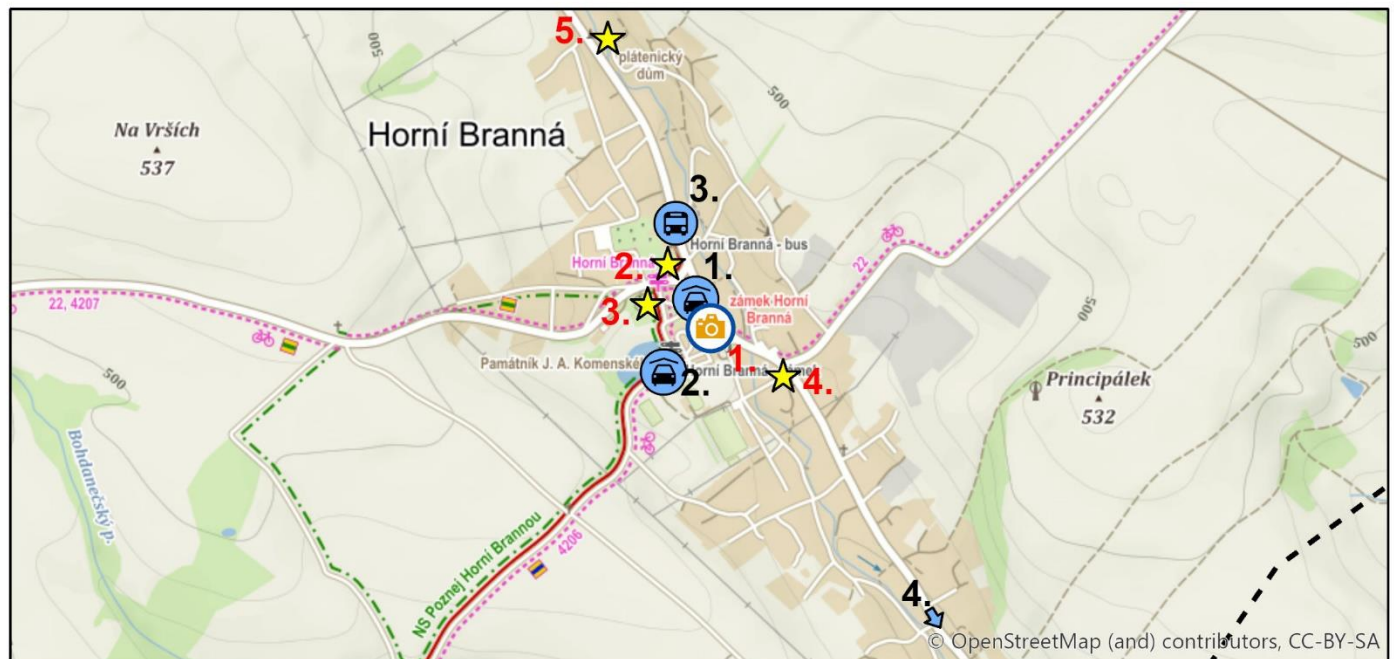 5.
plátenický
dům
500
500
Na Vrších
537
Horní Branná
3.
Horní Branná - bus
Horní Br
2.
1.
22
zámek Horní
Branná
3.
22, 4207
500
Památník J. A. Komenské
1.
Horní Branná
2.
4.
500
500
Principálek
532
Bohdanečský p.
NS Poznej Horní Brannou
4206
4.
© OpenStreetMap (and) contributors, CC-BY-SA